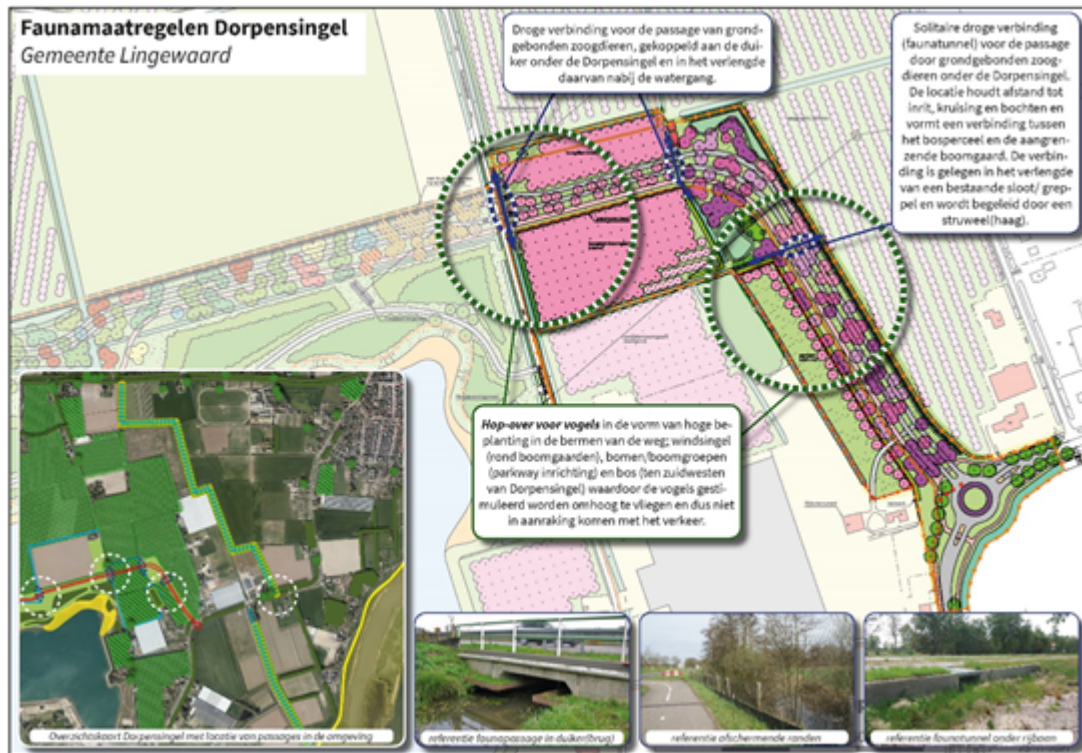 Faunamaatregelen Dorpensingel
Gemeente Lingewaard
Droge verbinding voor de passage van grond-
gebonden zoogdieren, gekoppeld aan de dui-
ker onder de Dorpensingel en in het verlengde
daarvan nabij de watergang.
Solitaire droge verbinding
(faunatunnel) voor de passage
door grondgebonden zoog-
dieren onder de Dorpensingel.
De locatie houdt afstand tot
inrit, kruising en bochten en
vormt een verbinding tussen
het bosperceel en de aangren-
zende boomgaard. De verbin-
ding is gelegen in het verlengde
van een bestaande sloot/ grep-
pel en wordt begeleid door een
struweel(haag).
Hop-over voor vogels in de vorm van hoge be-
planting in de bermen van de weg; windsingel
(rond boomgaarden), bomen/boomgroepen
(parkway inrichting) en bos (ten zuidwesten
van Dorpensingel) waardoor de vogels gesti-
muleerd worden omhoog te vliegen en dus niet
in aanraking komen met het verkeer.
Overzichtskaart Dorpensingel met locatie van passages in de omgeving
referentie faunapassage in duiker(brug)
referentie afschermende randen
referentie faunatunnel onder rijbaan